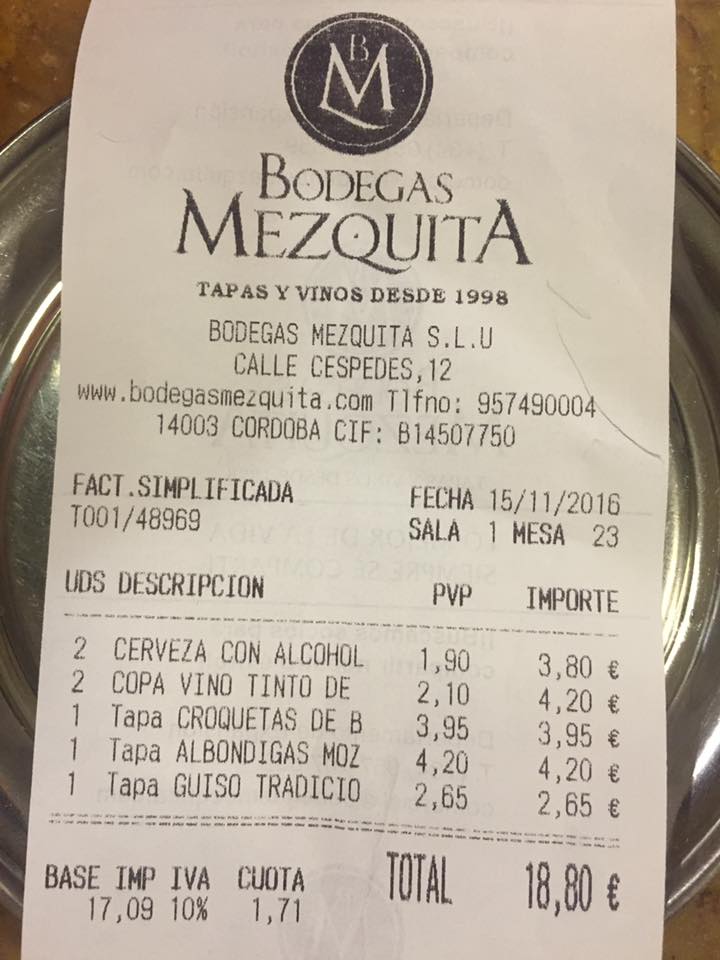 B
M
BODEGAS
MEZQUITA
TAPAS Y VINOS DESDE 1998
BODEGAS MEZQUITA S.L.U
CALLE CESPEDES,12
www.bodegasmezquita.com Tlfno: 957490004
14003 CORDOBA CIF: B14507750
FACT.SIMPLIFICADA FECHA 15/11/2016
T001/48969 SALA 1 MESA 23
UDS DESCRIPCION PVP IMPORTE
2 CERVEZA CON ALCOHOL 1,90 3,80 €
2 COPA VINO TINTO DE 2,10 4,20 €
1 Tapa CROQUETAS DE B 3,95 3,95 €
1 Tapa ALBONDIGAS MOZ 4,20 4,20 €
1 Tapa GUISO TRADICIO 2,65 2,65 €
BASE IMP IVA CUOTA TOTAL 18,80 €
17,09 10% 1,71